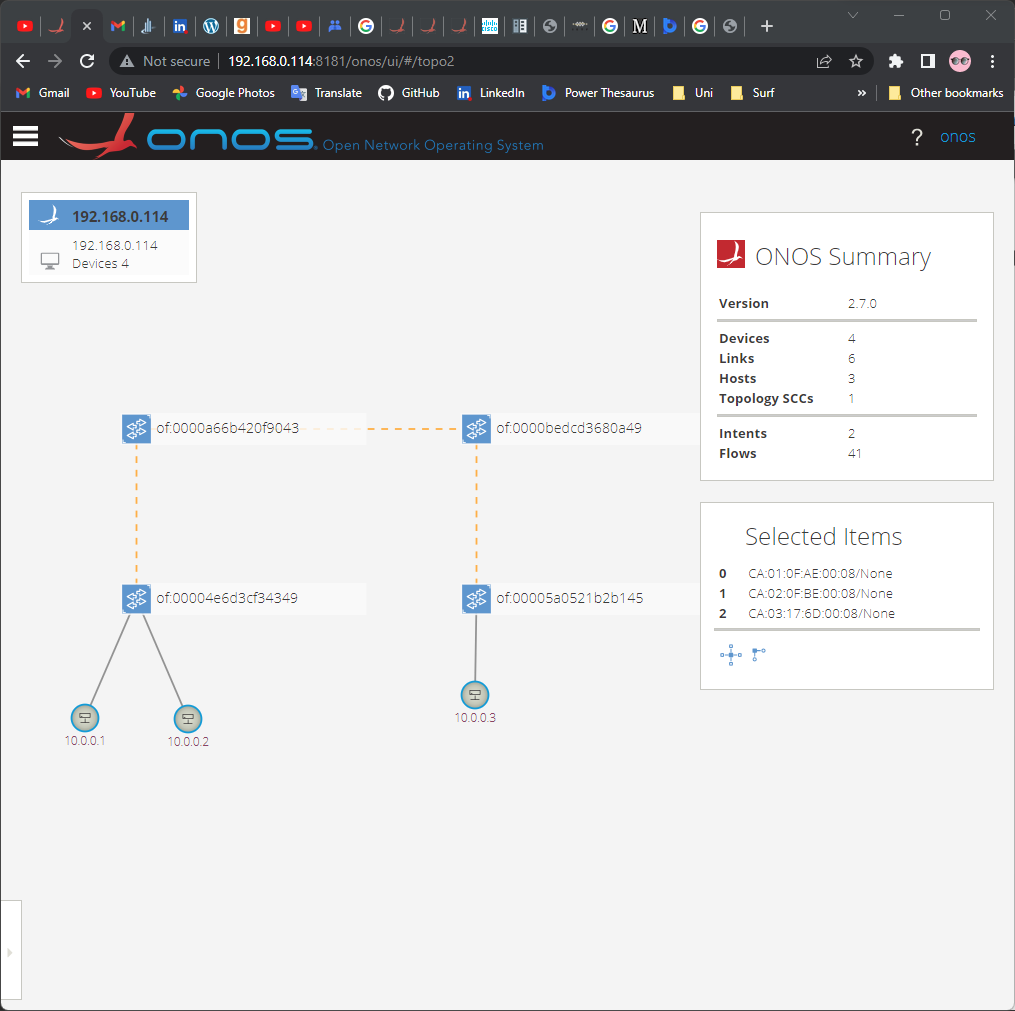 Not secure
192.168.0.114:8181/onos/ui/#/topo2
Gmail
YouTube
Google Photos
Translate
GitHub
LinkedIn
Power Thesaurus
Uni
Surf
»
Other bookmarks
onos Open Network Operating System
?
onos
192.168.0.114
192.168.0.114
Devices 4
ONOS Summary
Version 2.7.0
Devices 4
Links 6
Hosts 3
Topology SCCs 1
Intents 2
Flows 41
of:0000a66b420f9043
of:0000bedcd3680a49
of:00004e6d3cf34349
of:00005a0521b2b145
10.0.0.1
10.0.0.2
10.0.0.3
Selected Items
0 CA:01:0F:AE:00:08/None
1 CA:02:0F:BE:00:08/None
2 CA:03:17:6D:00:08/None